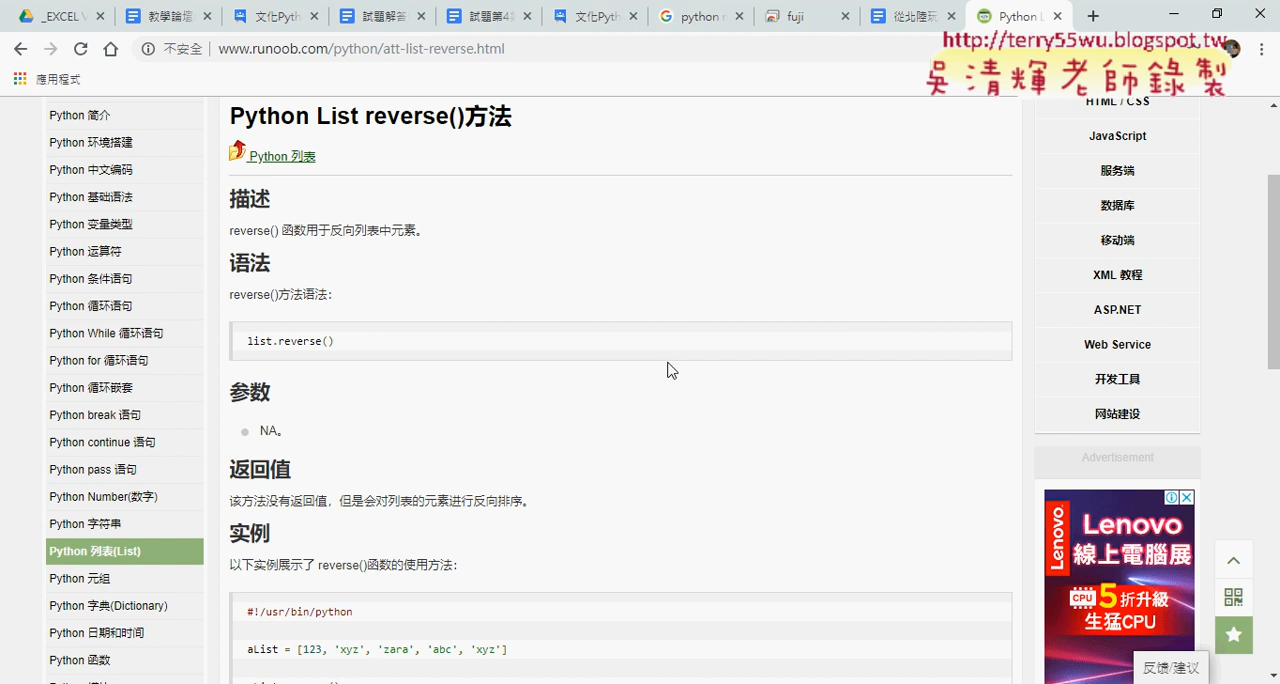 _EXCEL V
教學論壇
文化Pyth
試題解答
試題第4
文化Pyth
python r
fuji
從北陸玩
Python L
不安全
www.runoob.com/python/att-list-reverse.html
應用程式
http://terry55wu.blogspot.tw
吳清輝老師錄製
Python 简介
Python 环境搭建
Python 中文编码
Python 基础语法
Python 变量类型
Python 运算符
Python 条件语句
Python 循环语句
Python While 循环语句
Python for 循环语句
Python 循环嵌套
Python break 语句
Python continue 语句
Python pass 语句
Python Number(数字)
Python 字符串
Python 列表(List)
Python 元组
Python 字典(Dictionary)
Python 日期和时间
Python 函数
Python List reverse()方法
Python 列表
描述
reverse() 函数用于反向列表中元素。
语法
reverse()方法语法：
list.reverse()
参数
NA。
返回值
该方法没有返回值，但是会对列表的元素进行反向排序。
实例
以下实例展示了 reverse()函数的使用方法：
#!/usr/bin/python
aList = [123, 'xyz', 'zara', 'abc', 'xyz']
HTML / CSS
JavaScript
服务端
数据库
移动端
XML 教程
ASP.NET
Web Service
开发工具
网站建设
Advertisement
Lenovo
Lenovo
線上電腦展
CPU 5 折升級
生猛CPU
反馈/建议